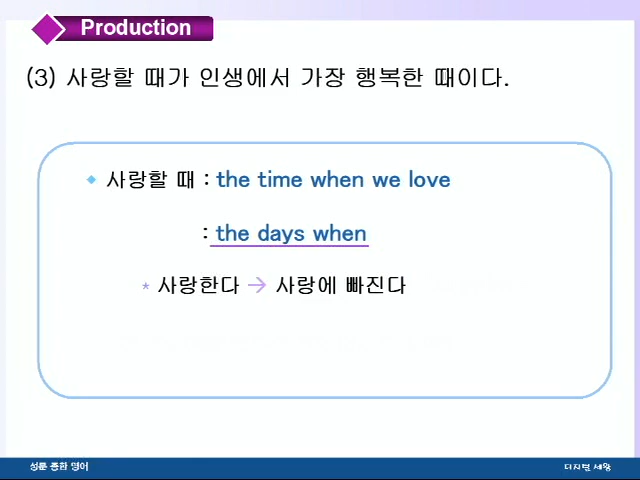 Production
(3) 사랑할 때가 인생에서 가장 행복한 때이다.
사랑할 때 : the time when we love
: the days when
* 사랑한다 → 사랑에 빠진다
성문 종합 영어
디지털 세왕